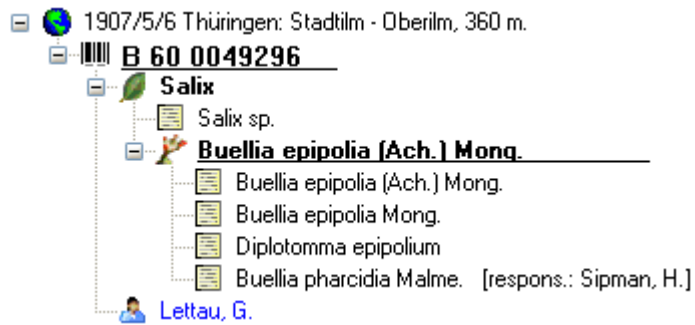 1907/5/6 Thüringen: Stadtilm - Oberilm, 360 m.
B 60 0049296
Salix
Salix sp.
Buellia epipolia (Ach.) Mong.
Buellia epipolia (Ach.) Mong.
Buellia epipolia Mong.
Diplotomma epipolium
Buellia pharcidia Malme. [respons.: Sipman, H.]
Lettau, G.